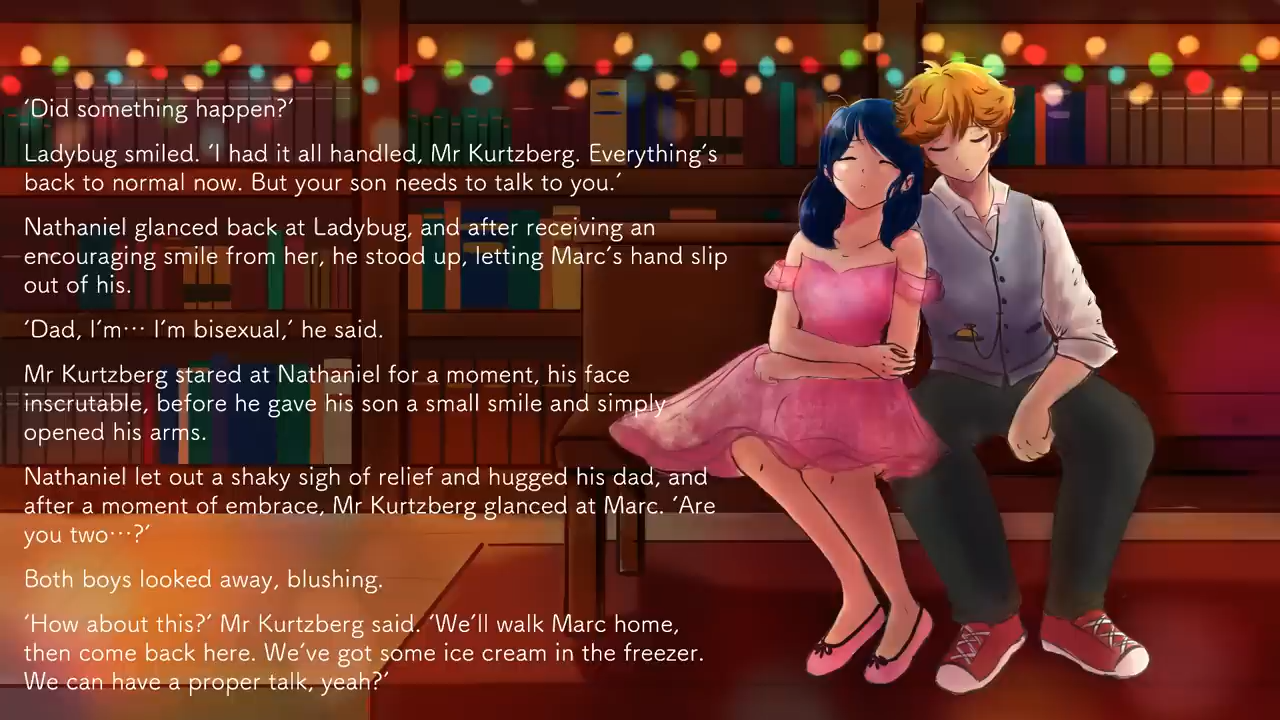 ‘Did something happen?’
Ladybug smiled. ‘I had it all handled, Mr Kurtzberg. Everything’s
back to normal now. But your son needs to talk to you.’
Nathaniel glanced back at Ladybug, and after receiving an
encouraging smile from her, he stood up, letting Marc’s hand slip
out of his.
‘Dad, I’m… I’m bisexual,’ he said.
Mr Kurtzberg stared at Nathaniel for a moment, his face
inscrutable, before he gave his son a small smile and simply
opened his arms.
Nathaniel let out a shaky sigh of relief and hugged his dad, and
after a moment of embrace, Mr Kurtzberg glanced at Marc. ‘Are
you two…?’
Both boys looked away, blushing.
‘How about this?’ Mr Kurtzberg said. ‘We’ll walk Marc home,
then come back here. We’ve got some ice cream in the freezer.
We can have a proper talk, yeah?’